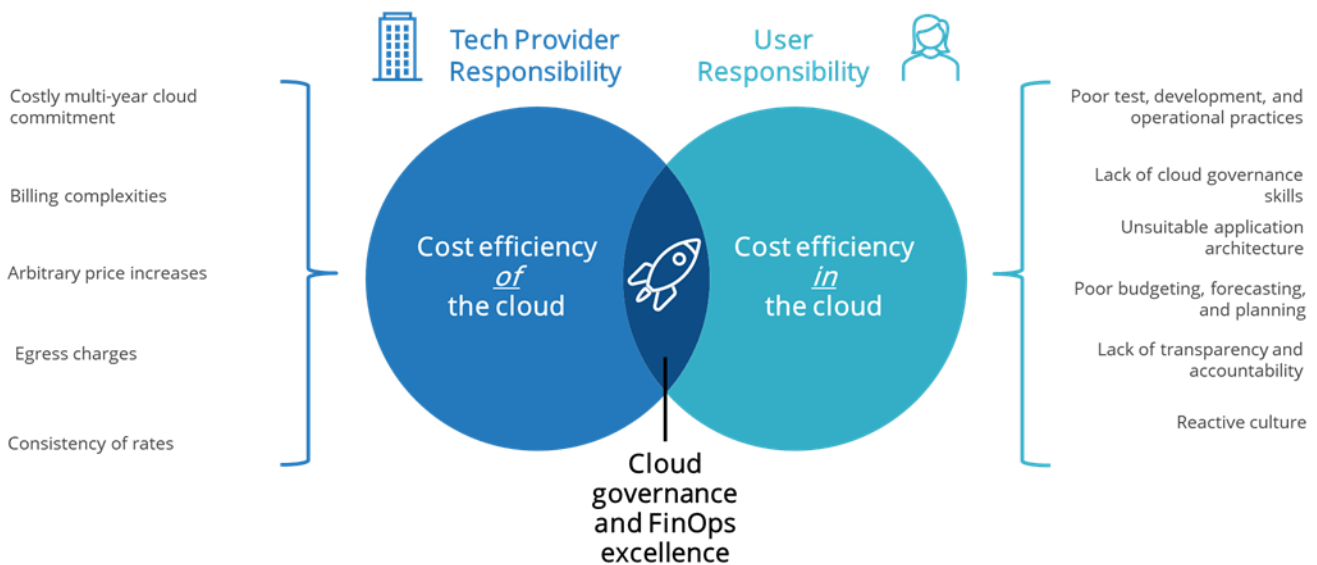 Tech Provider
Responsibility
User
Responsibility
Costly multi-year cloud
commitment
Billing complexities
Arbitrary price increases
Egress charges
Consistency of rates
Cost efficiency
of
the cloud
Cost efficiency
in
the cloud
Poor test, development, and
operational practices
Lack of cloud governance
skills
Unsuitable application
architecture
Poor budgeting, forecasting,
and planning
Lack of transparency and
accountability
Reactive culture
Cloud
governance
and FinOps
excellence